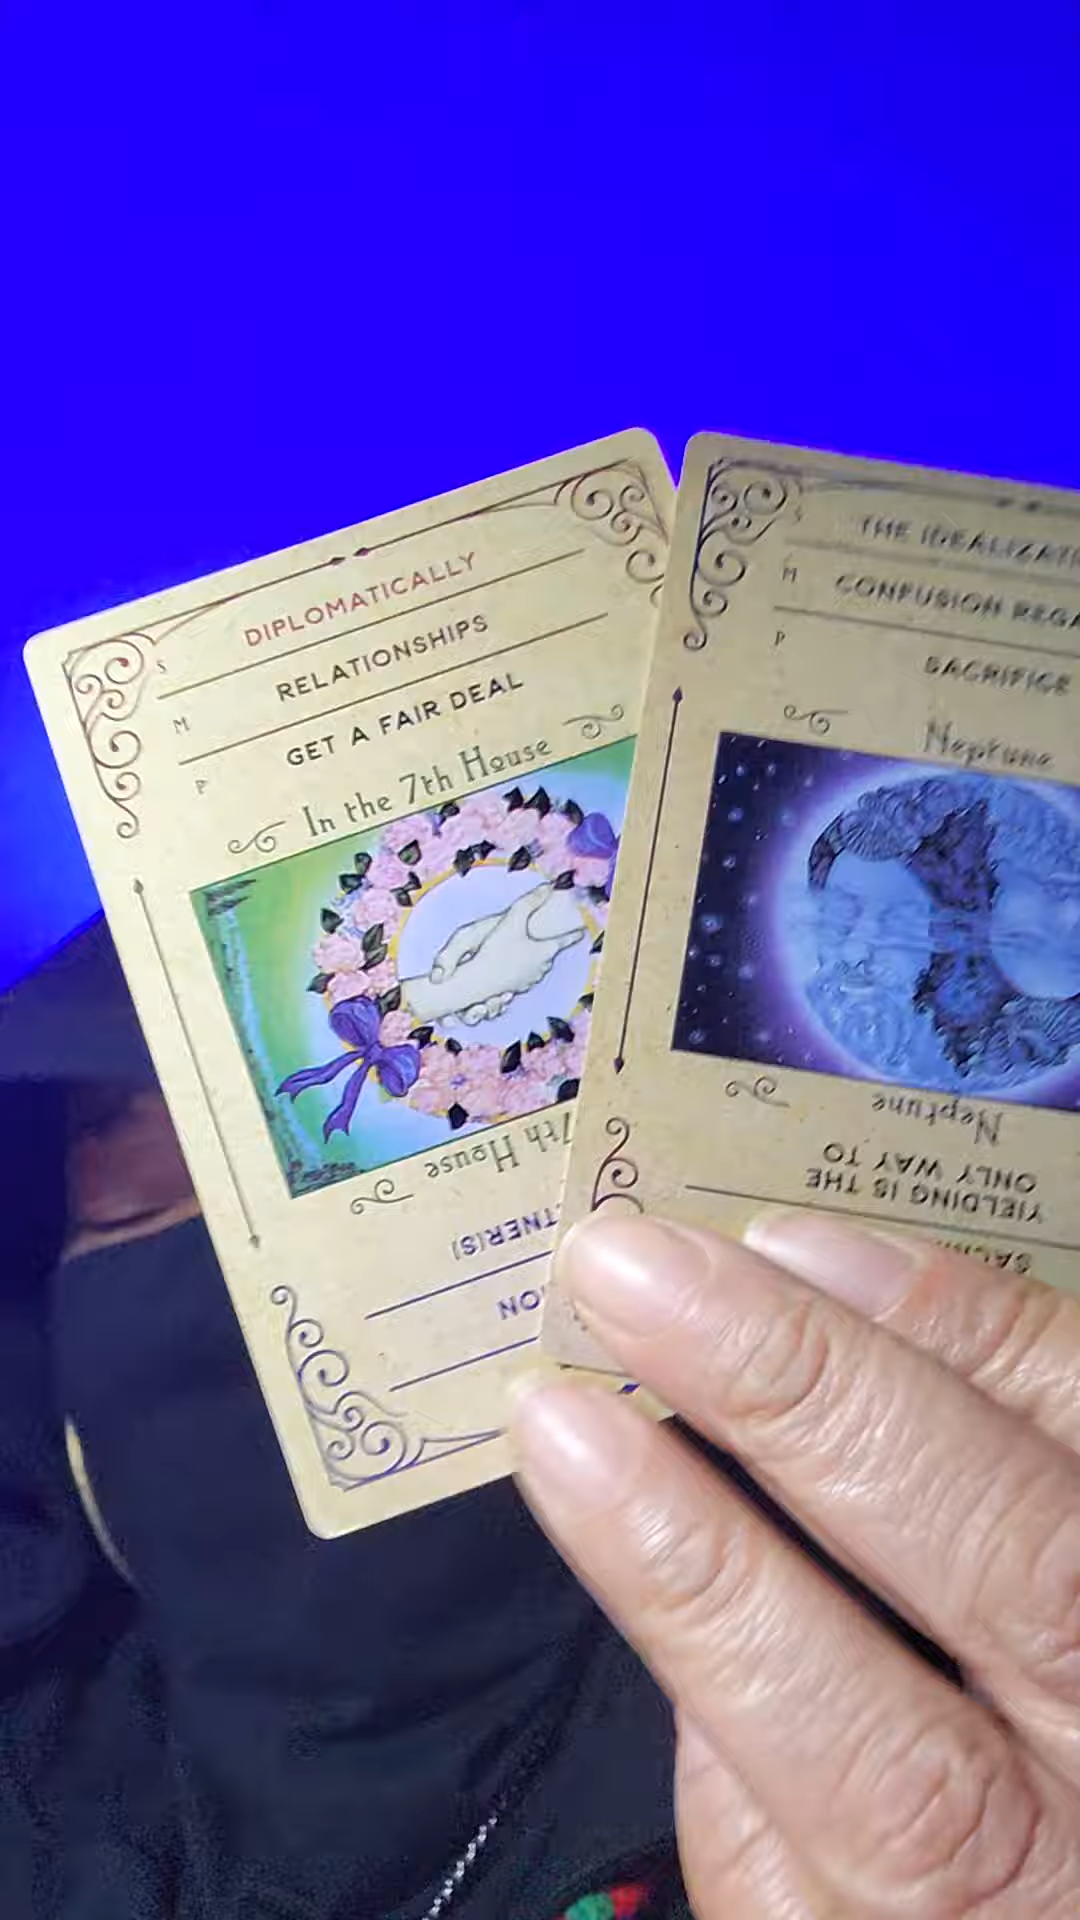 S DIPLOMATICALLY
M RELATIONSHIPS
P GET A FAIR DEAL
In the 7th House
7th House
TNER(S)
ION
S THE IDEALIZATI
M CONFUSION REGA
P SACRIFICE
Neptune
Neptune
YIELDING IS THE
ONLY WAY TO